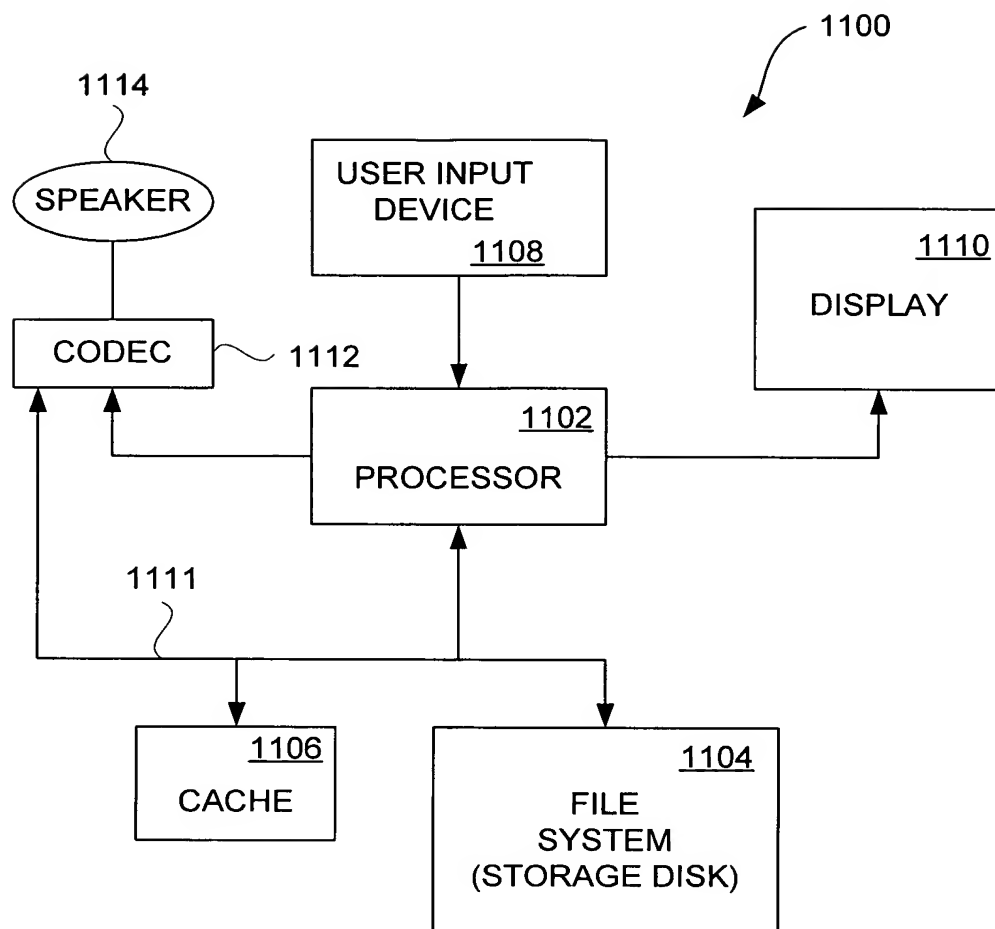 1100
1114
SPEAKER
USER INPUT
DEVICE
1108
1110
DISPLAY
CODEC
1112
1102
PROCESSOR
1111
1106
CACHE
1104
FILE
SYSTEM
(STORAGE DISK)